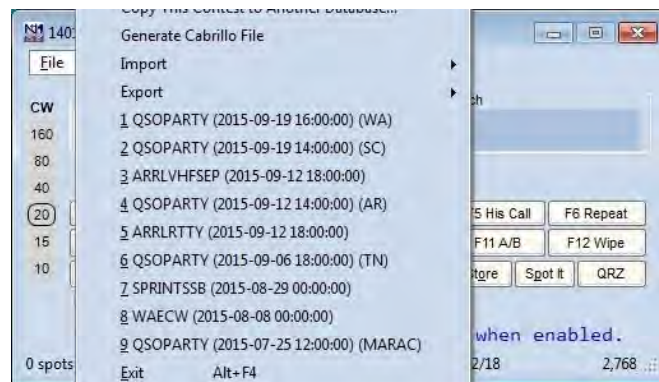 Copy This Contest to Another Database...
1401
Generate Cabrillo File
File
Import
Export
CW
1 QSOPARTY (2015-09-19 16:00:00) (WA)
160
2 QSOPARTY (2015-09-19 14:00:00) (SC)
80
3 ARRLVHFSEP (2015-09-12 18:00:00)
40
4 QSOPARTY (2015-09-12 14:00:00) (AR)
20
5 His Call
F6 Repeat
5 ARRLRTTY (2015-09-12 18:00:00)
15
F11 A/B
F12 Wipe
6 QSOPARTY (2015-09-06 18:00:00) (TN)
10
tore
Spot It
QRZ
7 SPRINTSSB (2015-08-29 00:00:00)
8 WAECW (2015-08-08 00:00:00)
when enabled.
9 QSOPARTY (2015-07-25 12:00:00) (MARAC)
0 spots
2/18
2,768
Exit Alt+F4